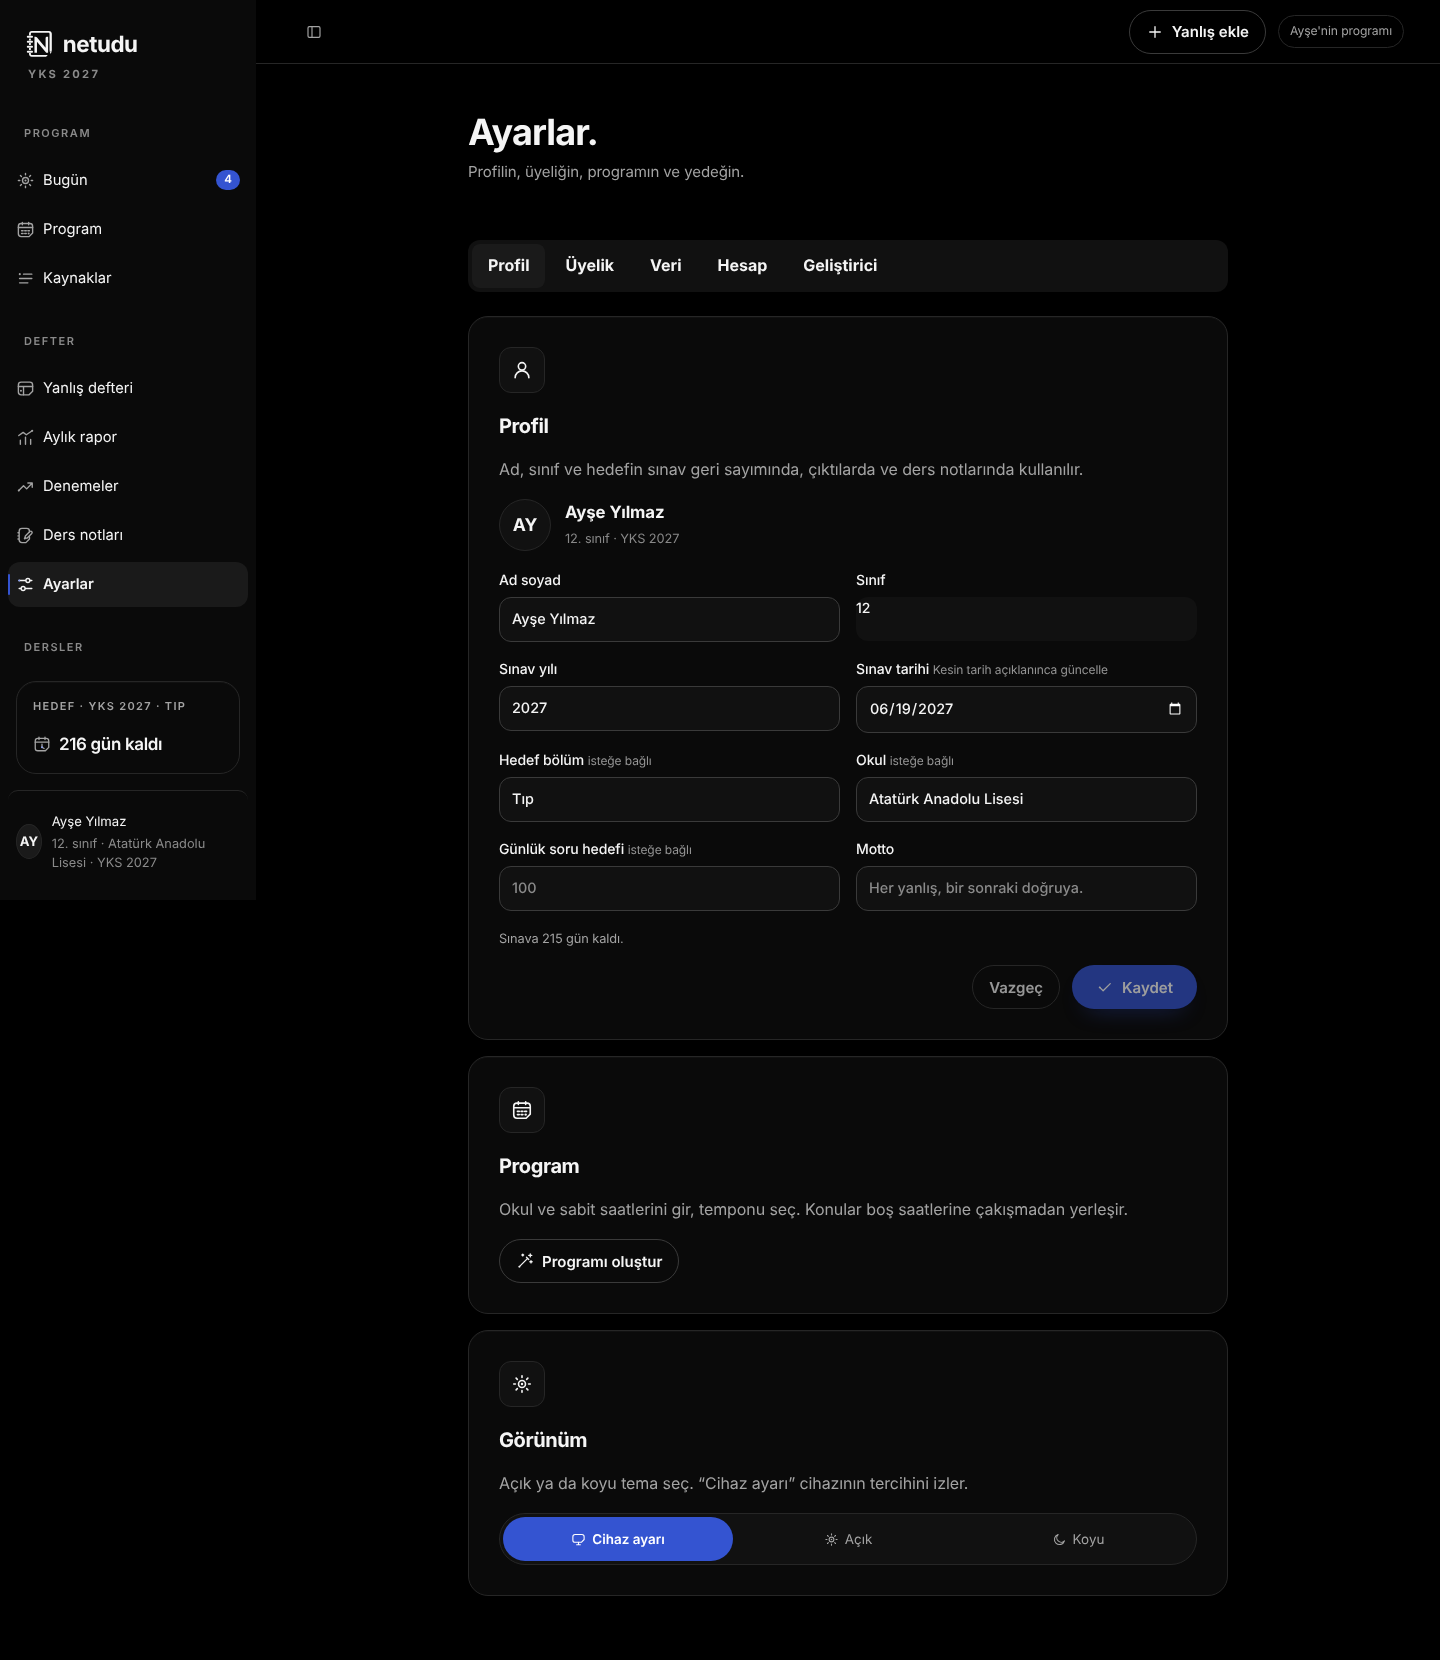 netudu
YKS 2027
PROGRAM
Bugün
4
Program
Kaynaklar
DEFTER
Yanlış defteri
Aylık rapor
Denemeler
Ders notları
Ayarlar
DERSLER
HEDEF · YKS 2027 · TIP
216 gün kaldı
AY
Ayşe Yılmaz
12. sınıf · Atatürk Anadolu
Lisesi · YKS 2027
Yanlış ekle
Ayşe'nin programı
Ayarlar.
Profilin, üyeliğin, programın ve yedeğin.
Profil
Üyelik
Veri
Hesap
Geliştirici
Profil
Ad, sınıf ve hedefin sınav geri sayımında, çıktılarda ve ders notlarında kullanılır.
AY
Ayşe Yılmaz
12. sınıf · YKS 2027
Ad soyad
Ayşe Yılmaz
Sınıf
12
Sınav yılı
2027
Sınav tarihi Kesin tarih açıklanınca güncelle
06/19/2027
Hedef bölüm isteğe bağlı
Tıp
Okul isteğe bağlı
Atatürk Anadolu Lisesi
Günlük soru hedefi isteğe bağlı
100
Motto
Her yanlış, bir sonraki doğruya.
Sınava 215 gün kaldı.
Vazgeç
Kaydet
Program
Okul ve sabit saatlerini gir, temponu seç. Konular boş saatlerine çakışmadan yerleşir.
Programı oluştur
Görünüm
Açık ya da koyu tema seç. “Cihaz ayarı” cihazının tercihini izler.
Cihaz ayarı
Açık
Koyu